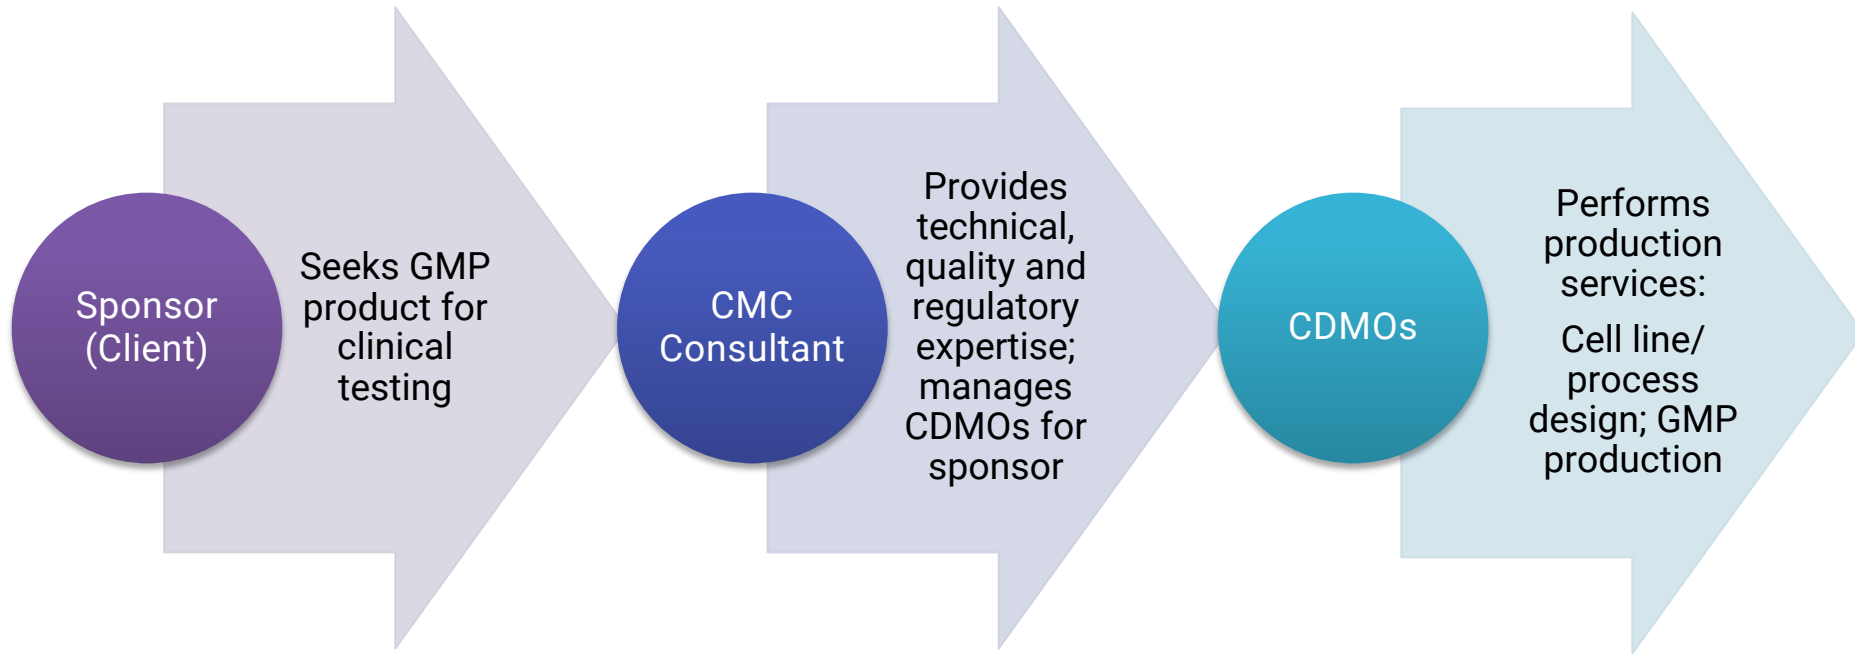 Sponsor
(Client)
Seeks GMP
product for
clinical
testing
CMC
Consultant
Provides
technical,
quality and
regulatory
expertise;
manages
CDMOs for
sponsor
CDMOs
Performs
production
services:
Cell line/
process
design; GMP
production